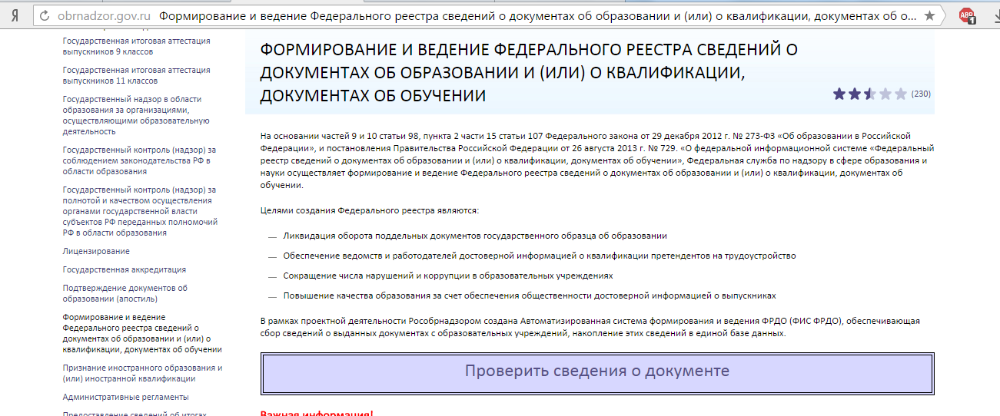 Я
obrnadzor.gov.ru Формирование и ведение Федерального реестра сведений о документах об образовании и (или) о квалификации, документах об о...
ABP
1
Государственная итоговая аттестация
выпускников 9 классов
Государственная итоговая аттестация
выпускников 11 классов
Государственный надзор в области
образования за организациями,
осуществляющими образовательную
деятельность
Государственный контроль (надзор) за
соблюдением законодательства РФ в
области образования
Государственный контроль (надзор) за
полнотой и качеством осуществления
органами государственной власти
субъектов РФ переданных полномочий
РФ в области образования
Лицензирование
Государственная аккредитация
Подтверждение документов об
образовании (апостиль)
Формирование и ведение
Федерального реестра сведений о
документах об образовании и (или) о
квалификации, документах об обучении
Признание иностранного образования и
(или) иностранной квалификации
Административные регламенты
Предоставление сведений об итогах
ФОРМИРОВАНИЕ И ВЕДЕНИЕ ФЕДЕРАЛЬНОГО РЕЕСТРА СВЕДЕНИЙ О
ДОКУМЕНТАХ ОБ ОБРАЗОВАНИИ И (ИЛИ) О КВАЛИФИКАЦИИ,
ДОКУМЕНТАХ ОБ ОБУЧЕНИИ
(230)
На основании частей 9 и 10 статьи 98, пункта 2 части 15 статьи 107 Федерального закона от 29 декабря 2012 г. № 273-ФЗ «Об образовании в Российской
Федерации», и постановления Правительства Российской Федерации от 26 августа 2013 г. № 729. «О федеральной информационной системе «Федеральный
реестр сведений о документах об образовании и (или) о квалификации, документах об обучении», Федеральная служба по надзору в сфере образования и
науки осуществляет формирование и ведение Федерального реестра сведений о документах об образовании и (или) о квалификации, документах об
обучении.
Целями создания Федерального реестра являются:
— Ликвидация оборота поддельных документов государственного образца об образовании
— Обеспечение ведомств и работодателей достоверной информацией о квалификации претендентов на трудоустройство
— Сокращение числа нарушений и коррупции в образовательных учреждениях
— Повышение качества образования за счет обеспечения общественности достоверной информацией о выпускниках
В рамках проектной деятельности Рособрнадзором создана Автоматизированная система формирования и ведения ФРДО (ФИС ФРДО), обеспечивающая
сбор сведений о выданных документах с образовательных учреждений, накопление этих сведений в единой базе данных.
Проверить сведения о документе
Важная информация!